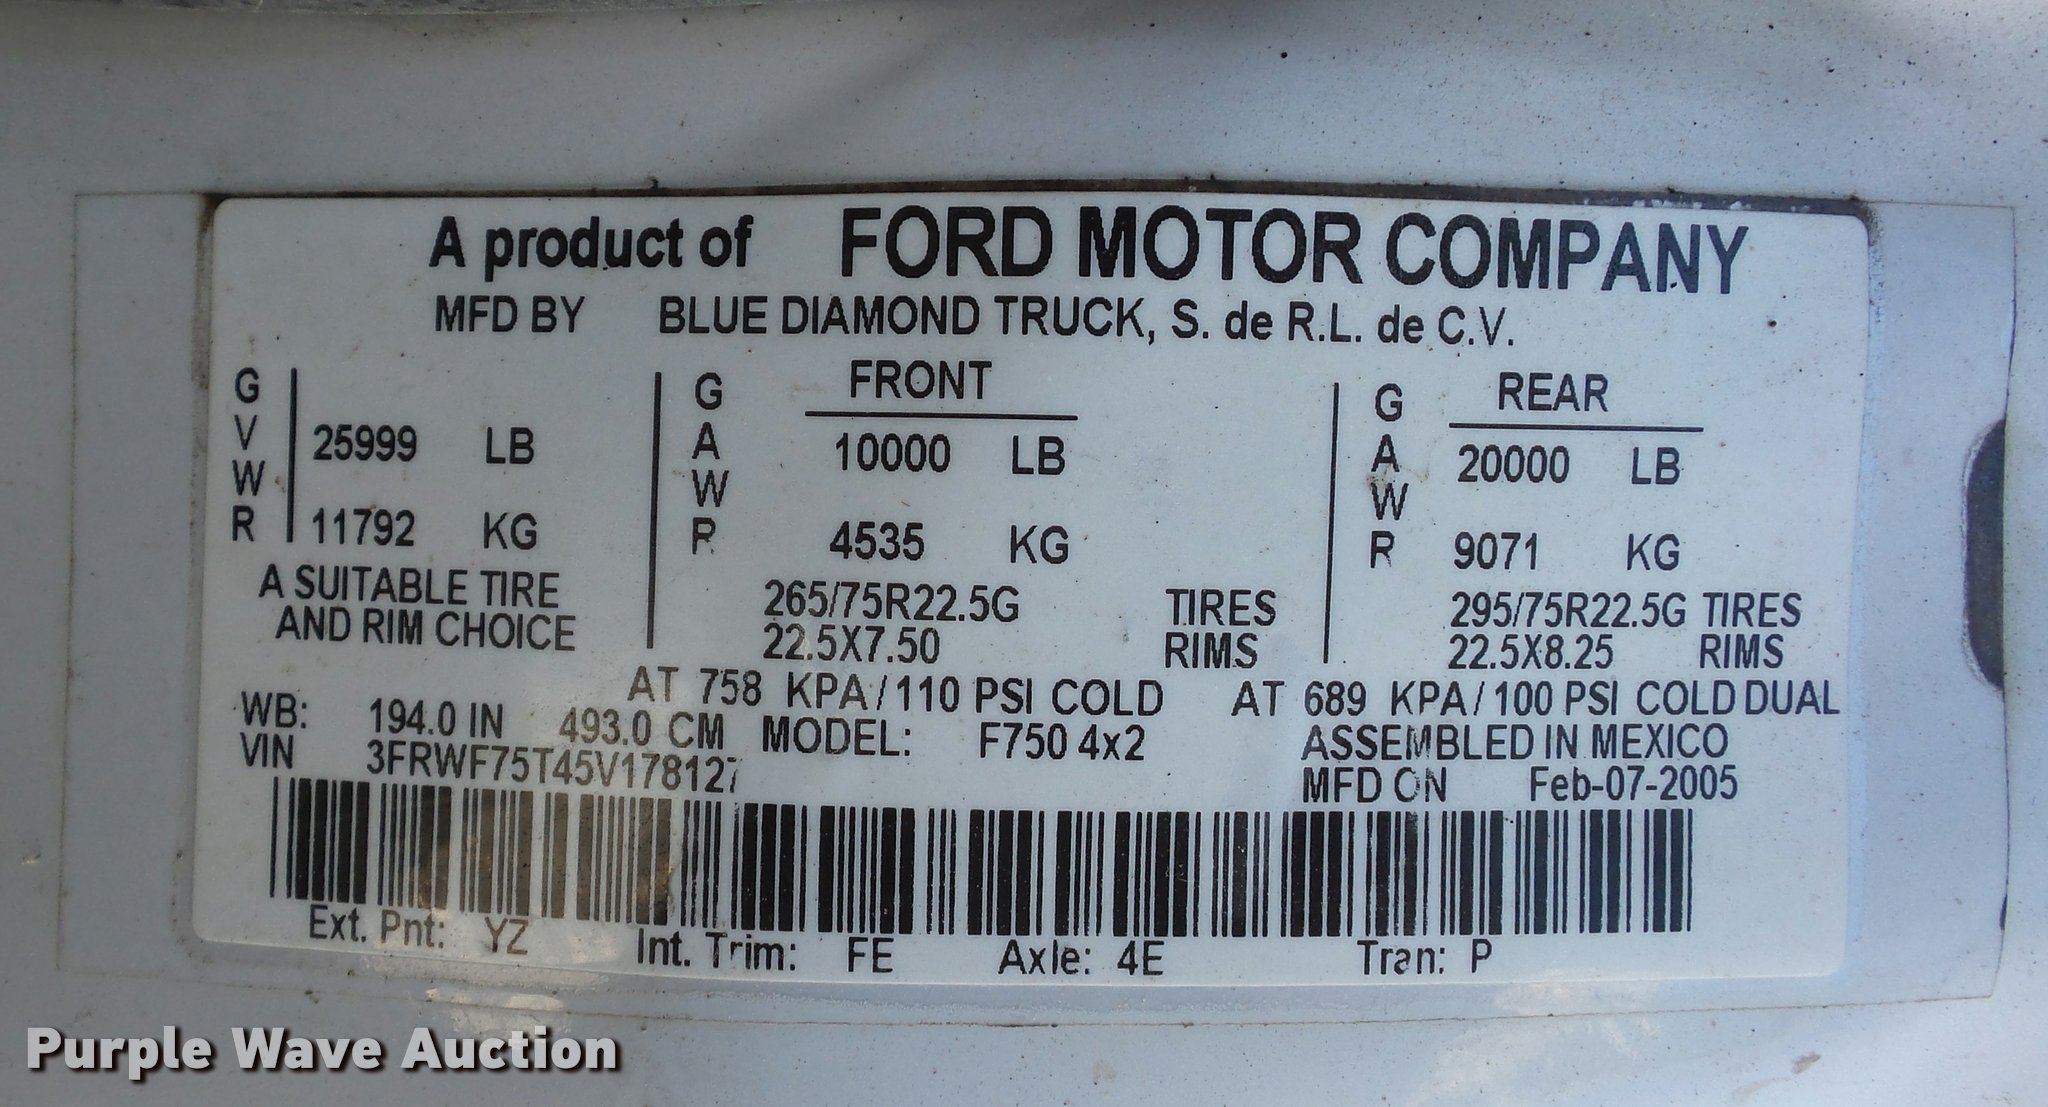 A product of FORD MOTOR COMPANY
MFD BY BLUE DIAMOND TRUCK, S. de R.L. de C.V.
GVWR 25999 LB
11792 KG
GAWR FRONT
10000 LB
4535 KG
GAWR REAR
20000 LB
9071 KG
A SUITABLE TIRE
AND RIM CHOICE
265/75R22.5G TIRES
22.5X7.50 RIMS
AT 758 KPA/110 PSI COLD
295/75R22.5G TIRES
22.5X8.25 RIMS
AT 689 KPA/100 PSI COLD DUAL
WB: 194.0 IN 493.0 CM MODEL: F750 4x2
ASSEMBLED IN MEXICO
VIN 3FRWF75T45V178127
MFD ON Feb-07-2005
Ext. Pnt: YZ Int. Trim: FE Axle: 4E Tran: P
Purple Wave Auction